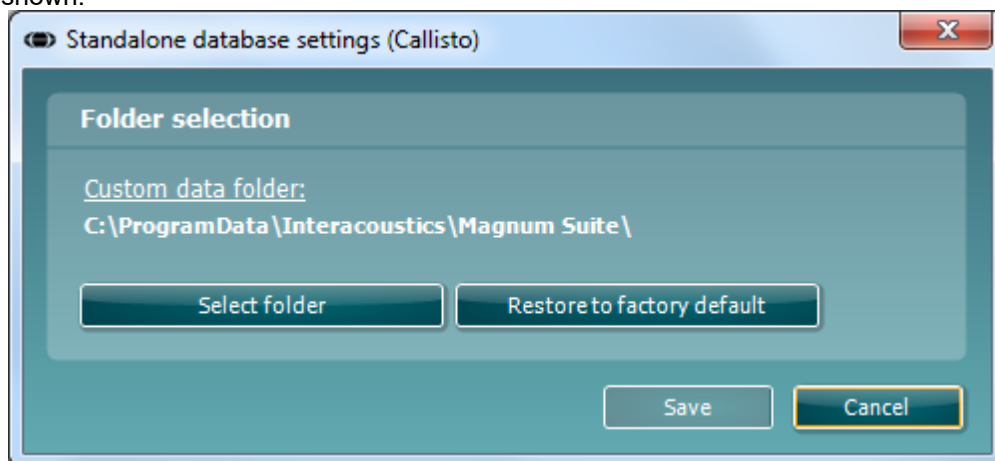 shown.
Standalone database settings (Callisto)
Folder selection
Custom data folder:
C:\ProgramData\Interacoustics\Magnum Suite\
Select folder
Restore to factory default
Save
Cancel